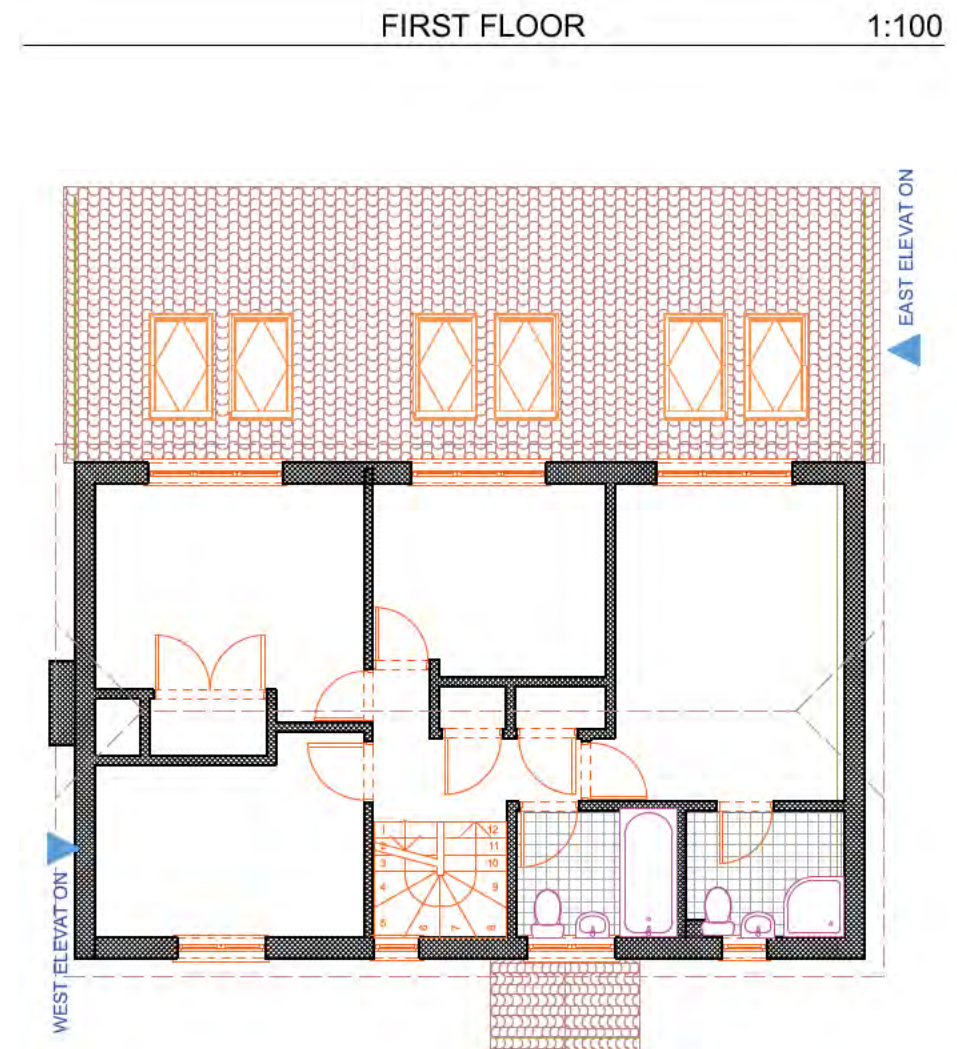 FIRST FLOOR 1:100
EAST ELEVAT ON
1 12
2 11
3 10
4 9
5 6 7 8
WEST ELEVAT ON